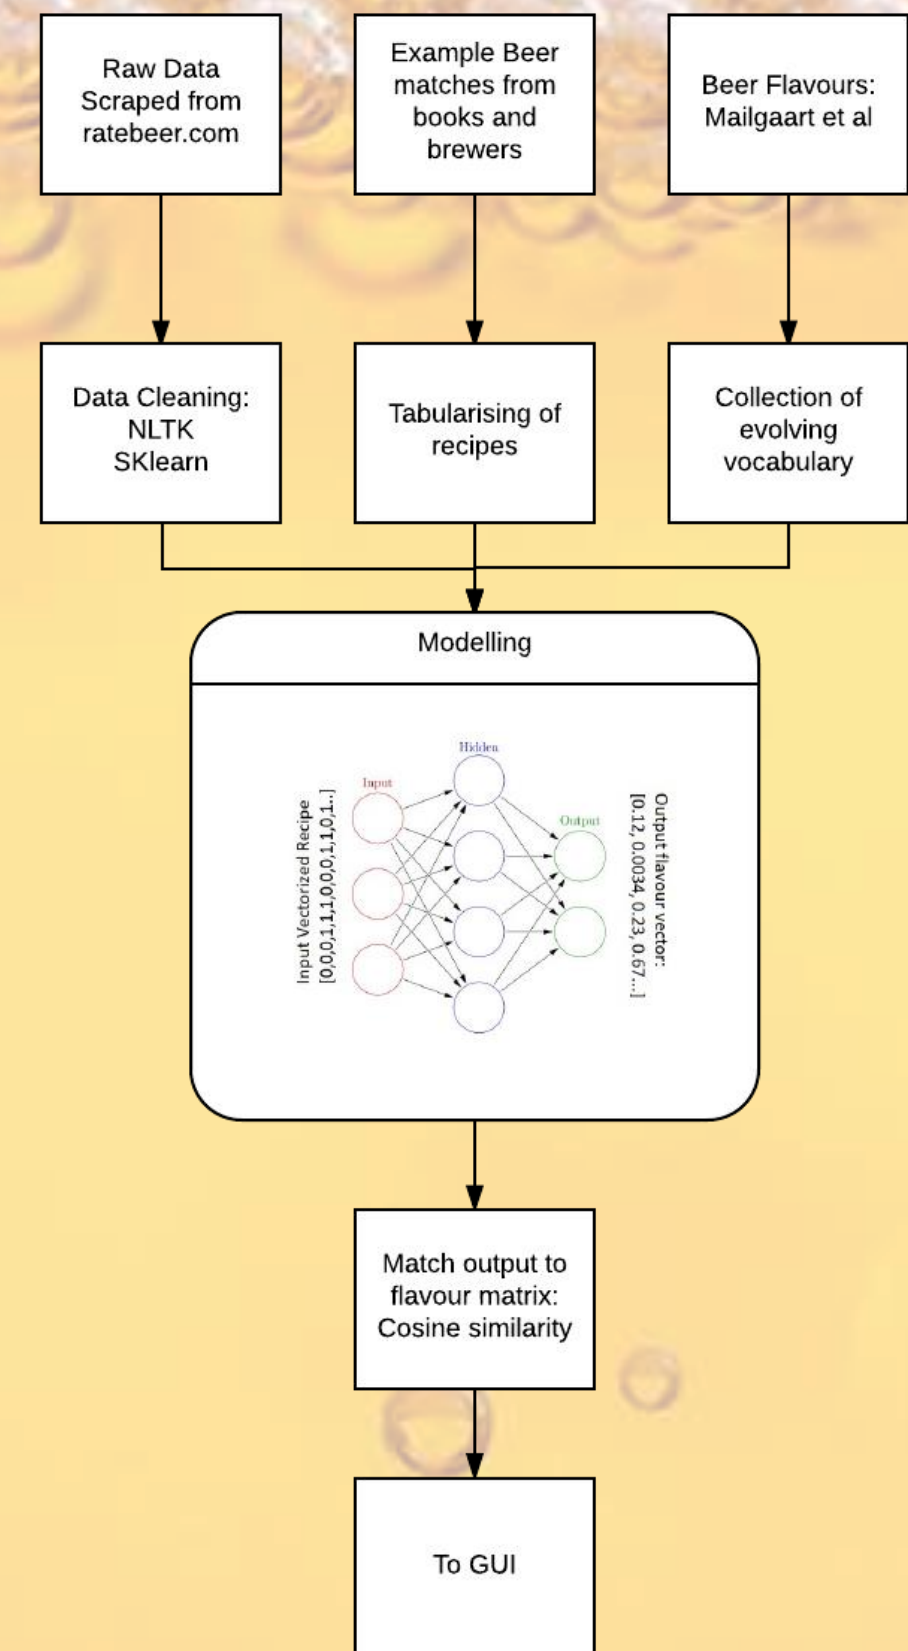 Raw Data
Scraped from
ratebeer.com
Example Beer
matches from
books and
brewers
Beer Flavours:
Mailgaart et al
Data Cleaning:
NLTK
SKlearn
Tabularising of
recipes
Collection of
evolving
vocabulary
Modelling
Input Vectorized Recipe
[0,0,0,1,1,1,0,0,0,1,1,0,1..]
Input
Hidden
Output
Output flavour vector:
[0.12, 0.0034, 0.23, 0.67...]
Match output to
flavour matrix:
Cosine similarity
To GUI